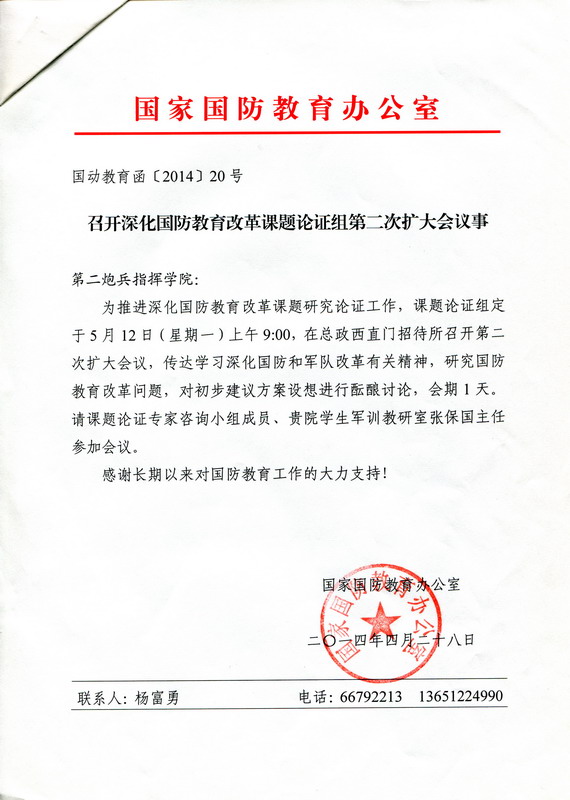 国家国防教育办公室
国动教育函〔2014〕20号
召开深化国防教育改革课题论证组第二次扩大会议事
第二炮兵指挥学院：
为推进深化国防教育改革课题研究论证工作，课题论证组定
于5月12日（星期一）上午9:00，在总政西直门招待所召开第二
次扩大会议，传达学习深化国防和军队改革有关精神，研究国防
教育改革问题，对初步建议方案设想进行酝酿讨论，会期1天。
请课题论证专家咨询小组成员、贵院学生军训教研室张保国主任
参加会议。
感谢长期以来对国防教育工作的大力支持！
国家国防教育办公室
国家国防教育办公室
二〇一四年四月二十八日
联系人：杨富勇 电话：66792213 13651224990